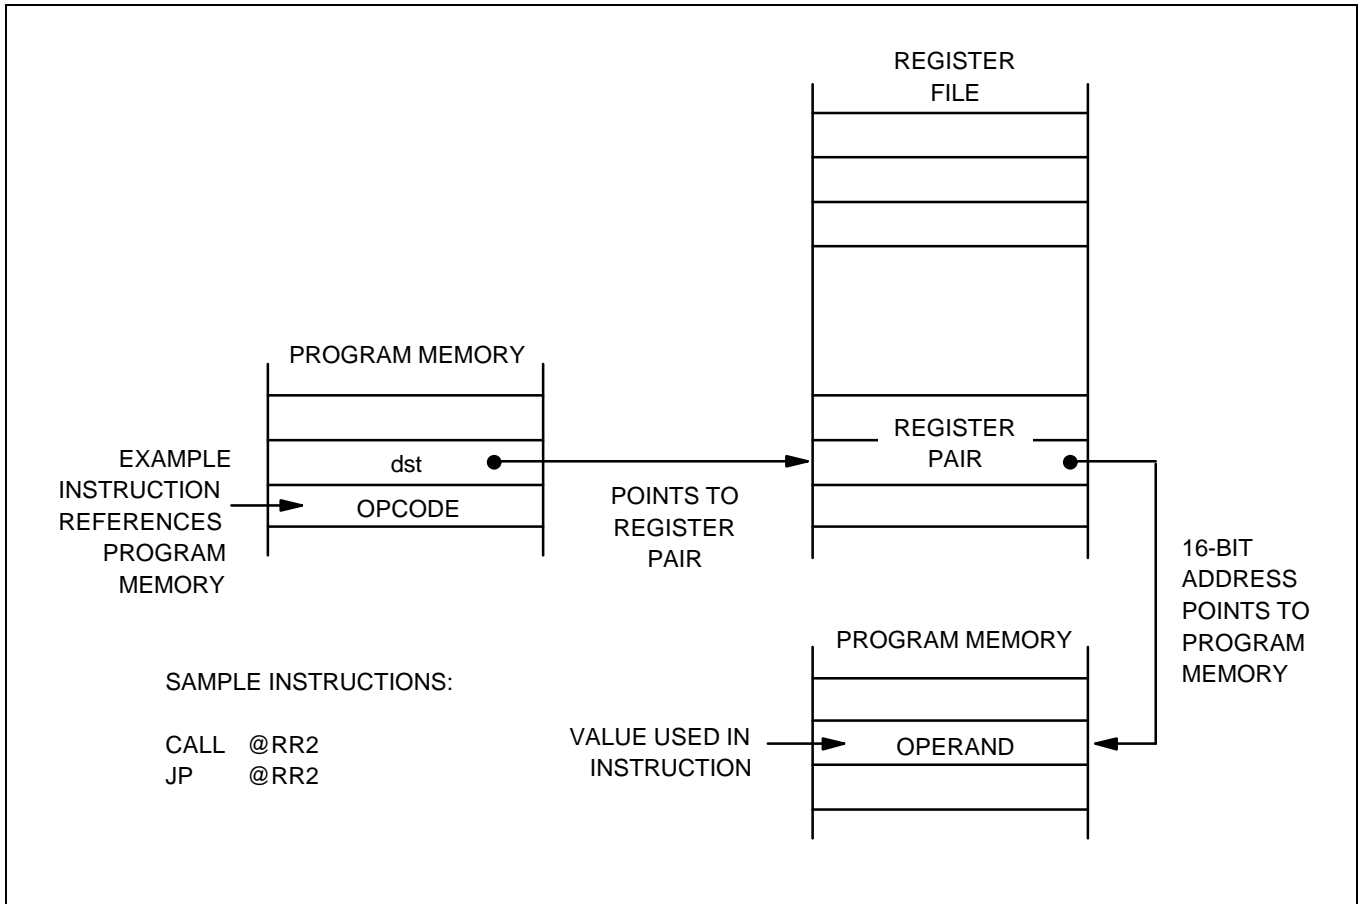 REGISTER
FILE
PROGRAM MEMORY
EXAMPLE
INSTRUCTION
REFERENCES
PROGRAM
MEMORY
dst
OPCODE
POINTS TO
REGISTER
PAIR
REGISTER
PAIR
16-BIT
ADDRESS
POINTS TO
PROGRAM
MEMORY
PROGRAM MEMORY
SAMPLE INSTRUCTIONS:
CALL @RR2
JP @RR2
VALUE USED IN
INSTRUCTION
OPERAND